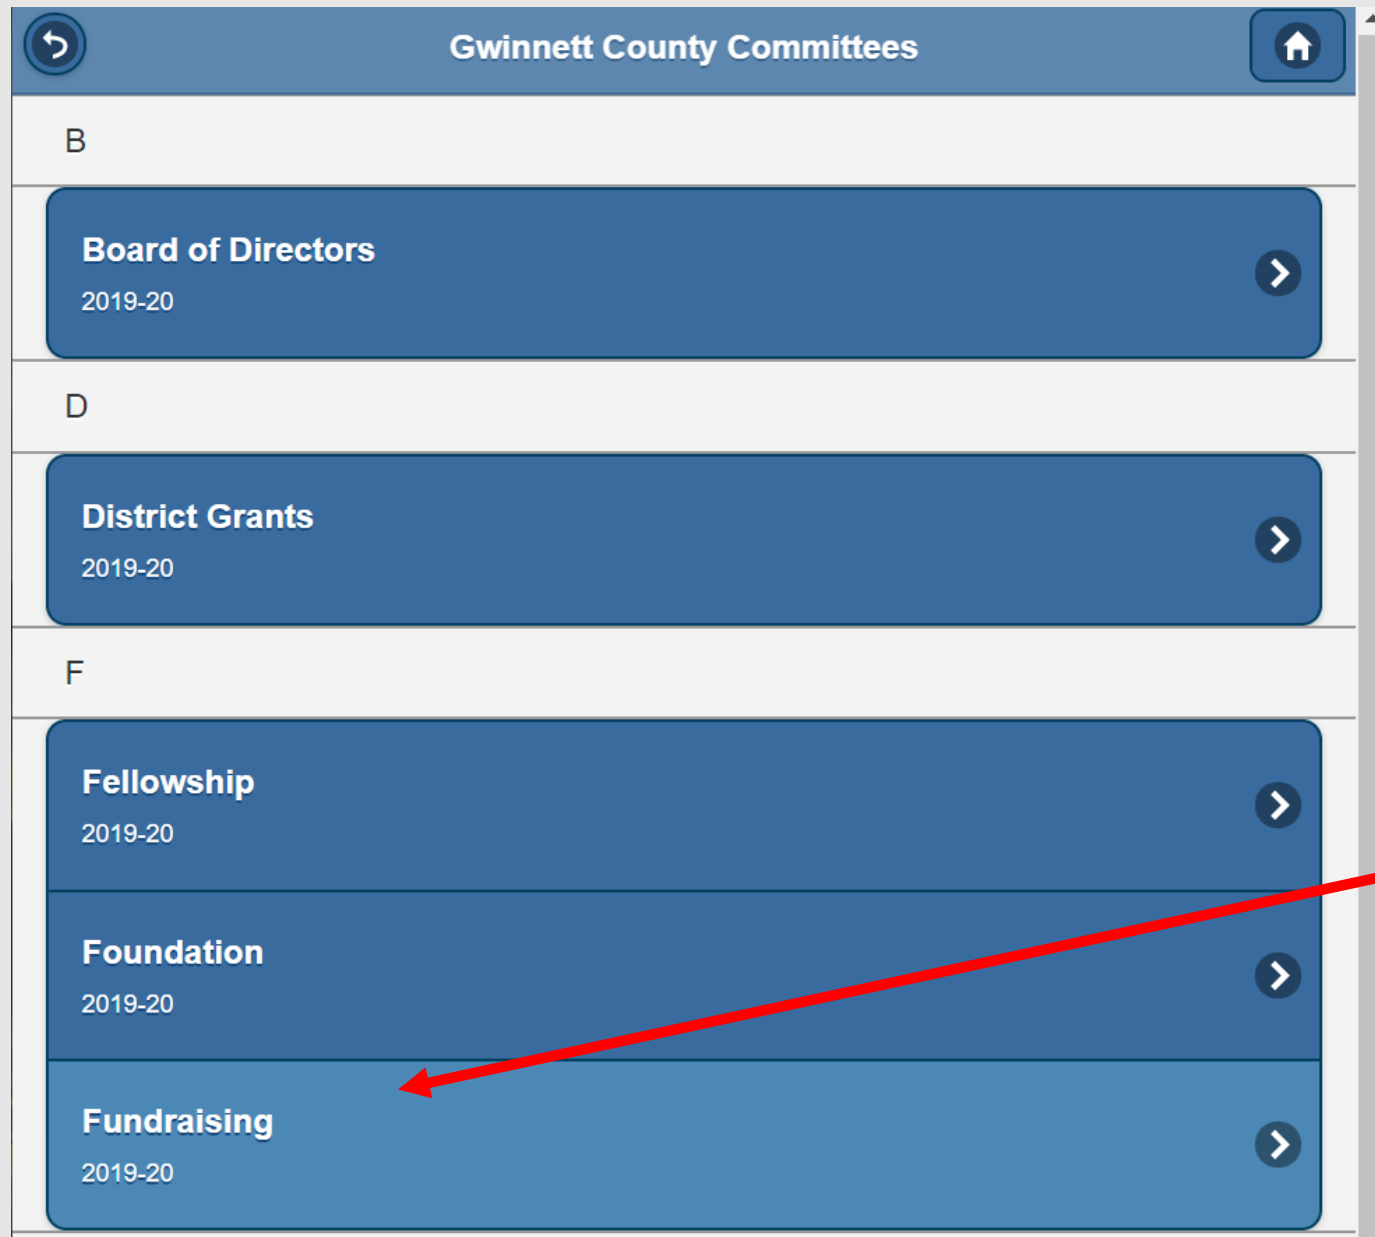 Gwinnett County Committees
B
Board of Directors
2019-20
D
District Grants
2019-20
F
Fellowship
2019-20
Foundation
2019-20
Fundraising
2019-20